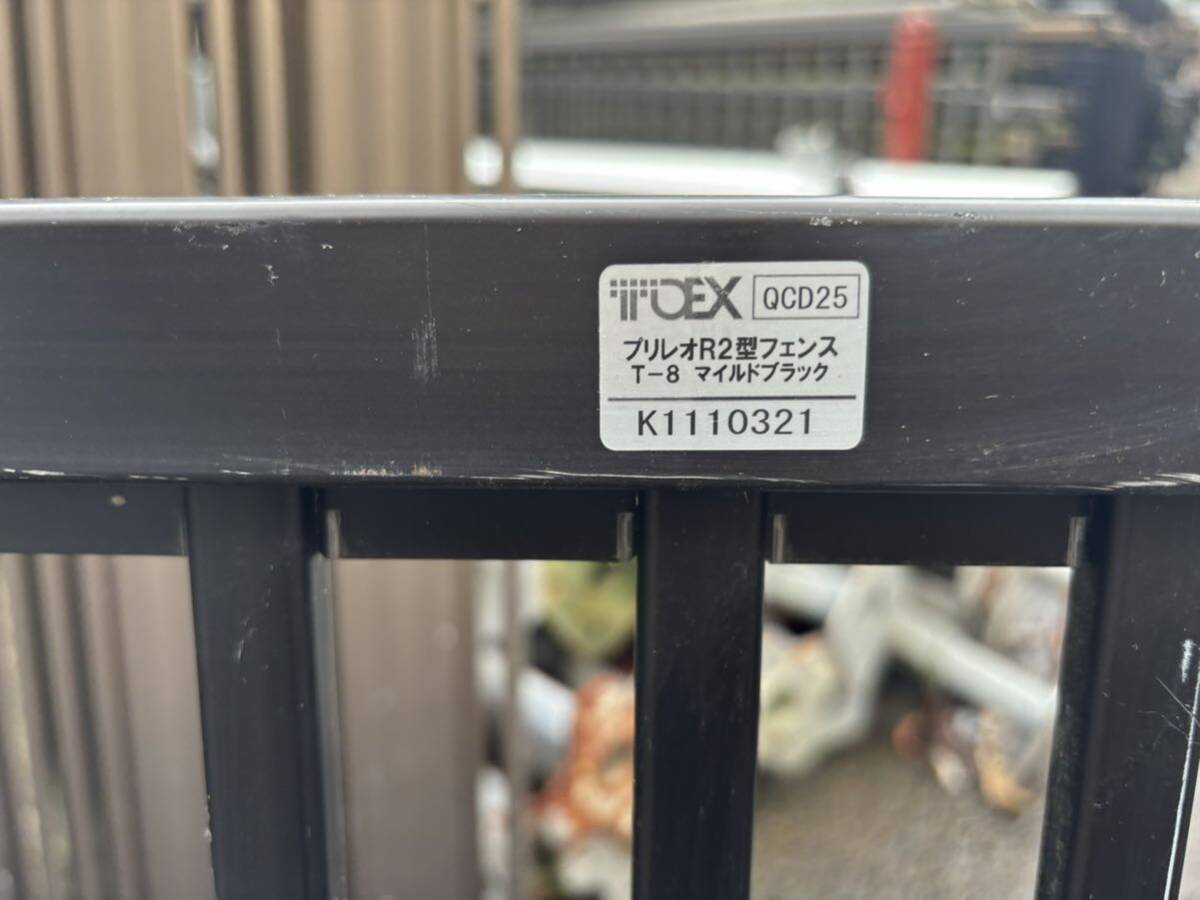 TOEX QCD25
プリレオR2型フェンス
T-8 マイルドブラック
K1110321